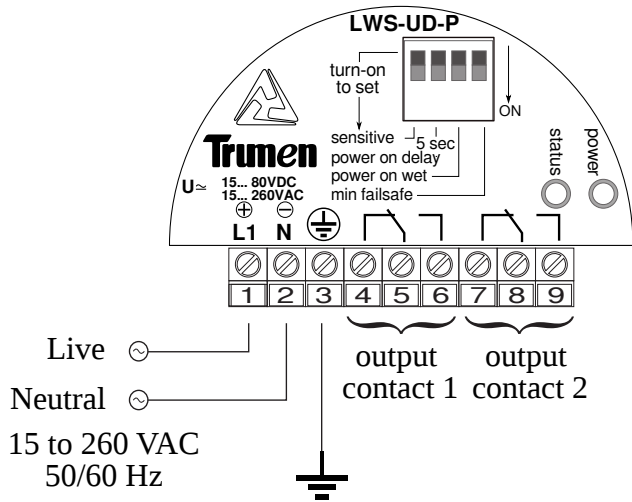 LWS-UD-P
turn-on
to set
ON
sensitive
5 sec
power on delay
power on wet
min failsafe
status
power
Trumen
U≃
15... 80VDC
15... 260VAC
⊕ ⊖
L1 N
1 2 3 4 5 6 7 8 9
Live
Neutral
15 to 260 VAC
50/60 Hz
output
contact 1
output
contact 2